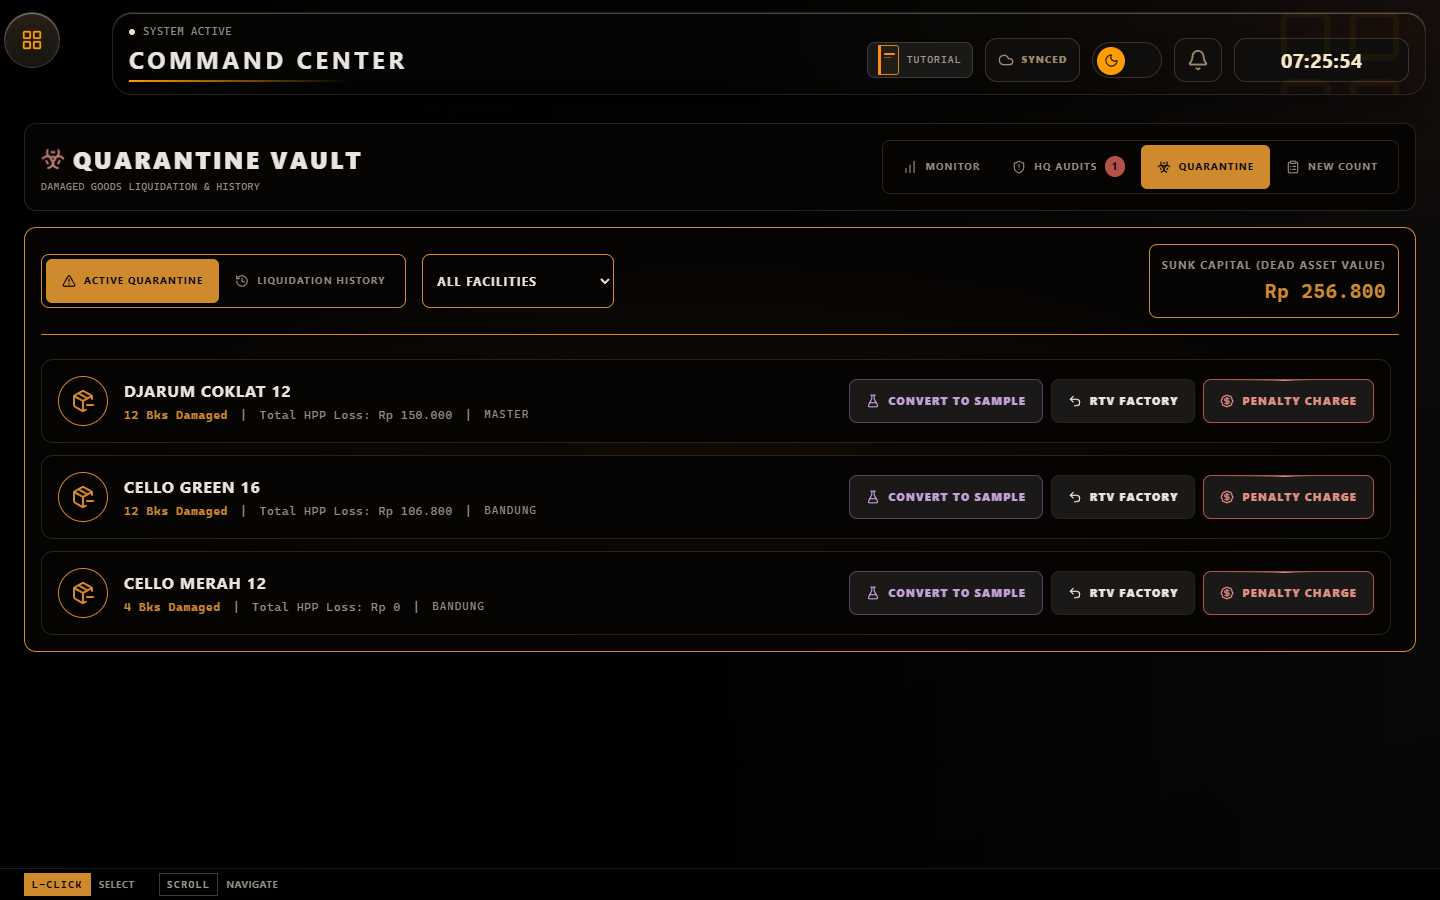 SYSTEM ACTIVE
COMMAND CENTER
TUTORIAL
SYNCED
07:25:54
QUARANTINE VAULT
DAMAGED GOODS LIQUIDATION & HISTORY
MONITOR
HQ AUDITS 1
QUARANTINE
NEW COUNT
ACTIVE QUARANTINE
LIQUIDATION HISTORY
ALL FACILITIES
SUNK CAPITAL (DEAD ASSET VALUE)
Rp 256.800
DJARUM COKLAT 12
12 Bks Damaged | Total HPP Loss: Rp 150.000 | MASTER
CONVERT TO SAMPLE
RTV FACTORY
PENALTY CHARGE
CELLO GREEN 16
12 Bks Damaged | Total HPP Loss: Rp 106.800 | BANDUNG
CONVERT TO SAMPLE
RTV FACTORY
PENALTY CHARGE
CELLO MERAH 12
4 Bks Damaged | Total HPP Loss: Rp 0 | BANDUNG
CONVERT TO SAMPLE
RTV FACTORY
PENALTY CHARGE
L-CLICK SELECT SCROLL NAVIGATE